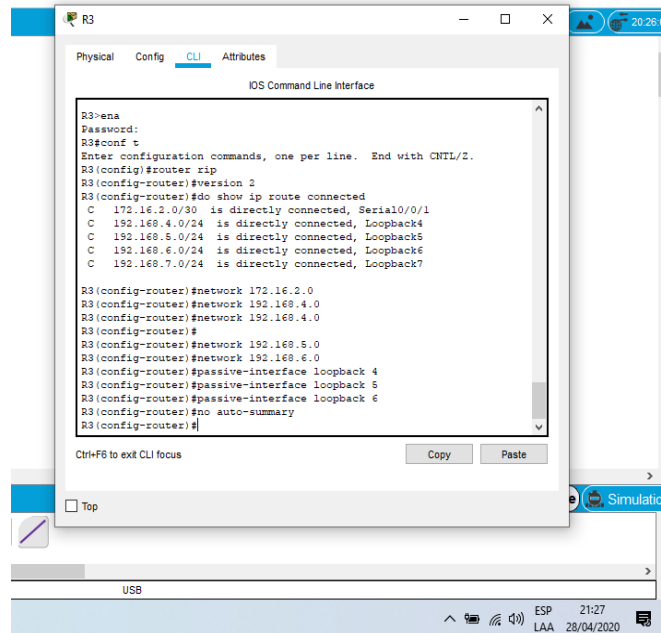 R3
20:26:
Physical Config CLI Attributes
IOS Command Line Interface
R3>ena
Password:
R3#conf t
Enter configuration commands, one per line. End with CNTL/Z.
R3(config)#router rip
R3(config-router)#version 2
R3(config-router)#do show ip route connected
C 172.16.2.0/30 is directly connected, Serial0/0/1
C 192.168.4.0/24 is directly connected, Loopback4
C 192.168.5.0/24 is directly connected, Loopback5
C 192.168.6.0/24 is directly connected, Loopback6
C 192.168.7.0/24 is directly connected, Loopback7
R3(config-router)#network 172.16.2.0
R3(config-router)#network 192.168.4.0
R3(config-router)#network 192.168.4.0
R3(config-router)#
R3(config-router)#network 192.168.5.0
R3(config-router)#network 192.168.6.0
R3(config-router)#passive-interface loopback 4
R3(config-router)#passive-interface loopback 5
R3(config-router)#passive-interface loopback 6
R3(config-router)#no auto-summary
R3(config-router)#
Ctrl+F6 to exit CLI focus
Copy Paste
Top
e Simulatio
USB
ESP 21:27
LAA 28/04/2020